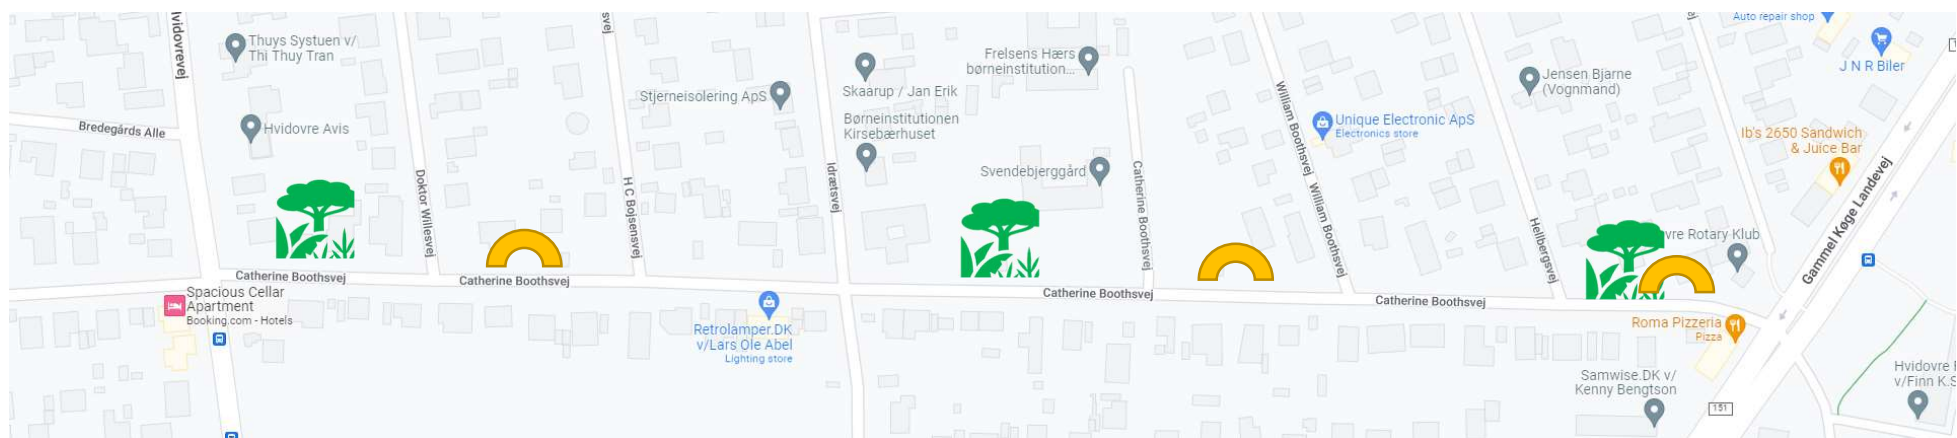 Hvidovrevej
Thuys Systuen v/
Thi Thuy Tran
Frelsens Hærs
børneinstitution...
Auto repair shop
J N R Biler
Stjerneisolering ApS
Skaarup / Jan Erik
Jensen Bjarne
(Vognmand)
Bredegårds Alle
Hvidovre Avis
Børneinstitutionen
Kirsebærhuset
William Boothsvej
Unique Electronic ApS
Electronics store
Ib's 2650 Sandwich
& Juice Bar
Doktor Willesvej
H C Bojsensvej
Idrætsvej
Svendebjerggård
Catherine Boothsvej
William Boothsvej
Hellbergsvej
vre Rotary Klub
Gammel Køge Landevej
Catherine Boothsvej
Catherine Boothsvej
Catherine Boothsvej
Catherine Boothsvej
Spacious Cellar
Apartment
Booking.com - Hotels
Retrolamper.DK
v/Lars Ole Abel
Lighting store
Roma Pizzeria
Pizza
Samwise.DK v/
Kenny Bengtson
151
Hvidovre
v/Finn K.S